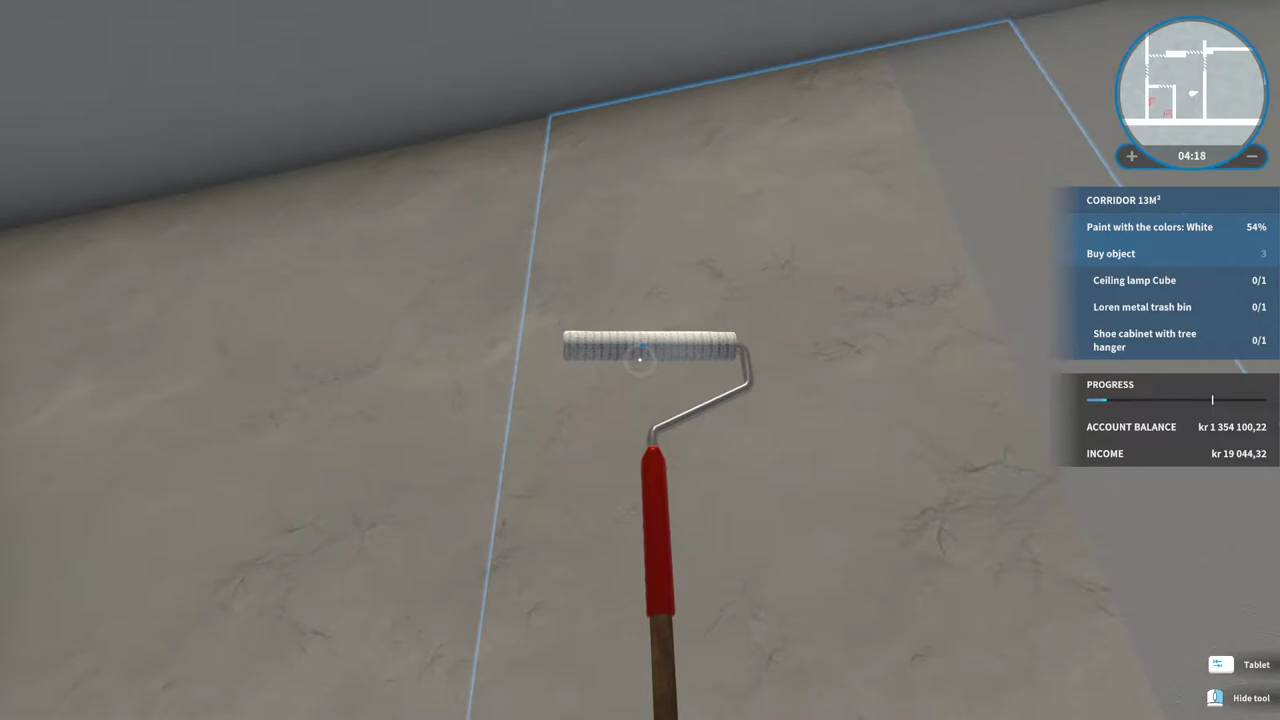 04:18
CORRIDOR 13M²
Paint with the colors: White 54%
Buy object 3
Ceiling lamp Cube 0/1
Loren metal trash bin 0/1
Shoe cabinet with tree
hanger 0/1
PROGRESS
ACCOUNT BALANCE kr 1 354 100,22
INCOME kr 19 044,32
Tablet
Hide tool